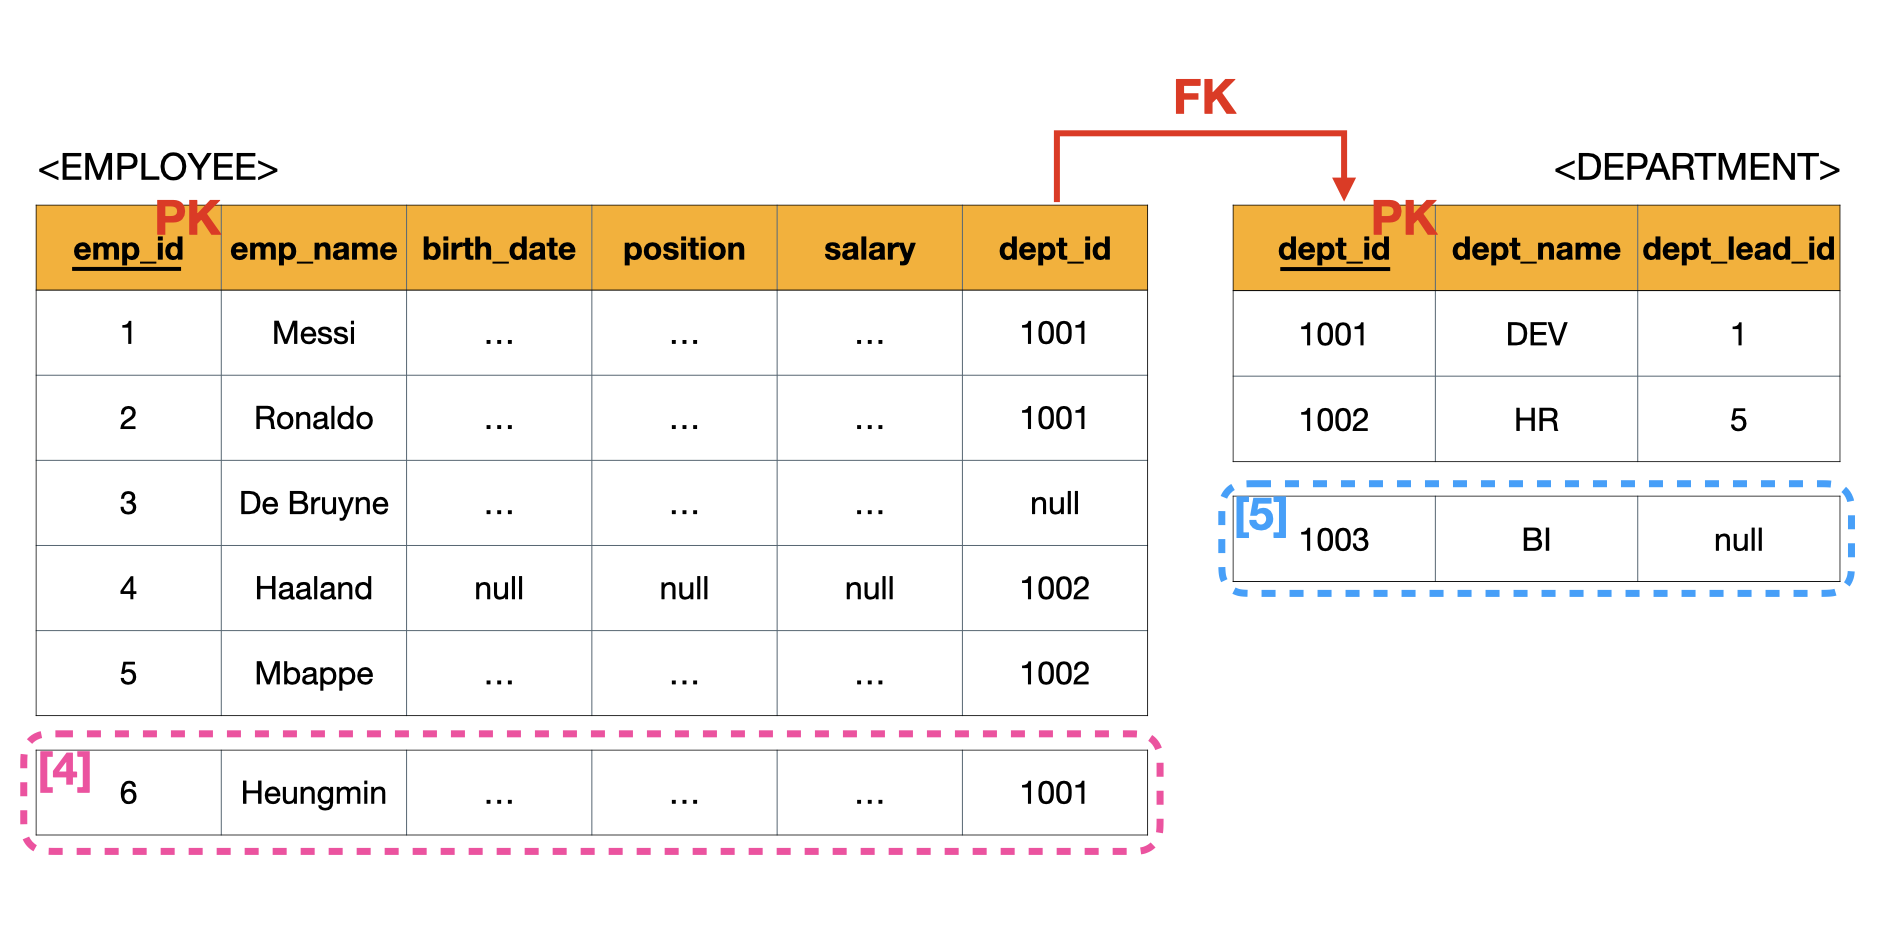 FK
<EMPLOYEE>
<DEPARTMENT>
PK
emp_id emp_name birth_date position salary dept_id
1 Messi ... ... ... 1001
2 Ronaldo ... ... ... 1001
3 De Bruyne ... ... ... null
4 Haaland null null null 1002
5 Mbappe ... ... ... 1002
[4]
6 Heungmin ... ... ... 1001
PK
dept_id dept_name dept_lead_id
1001 DEV 1
1002 HR 5
[5]
1003 BI null